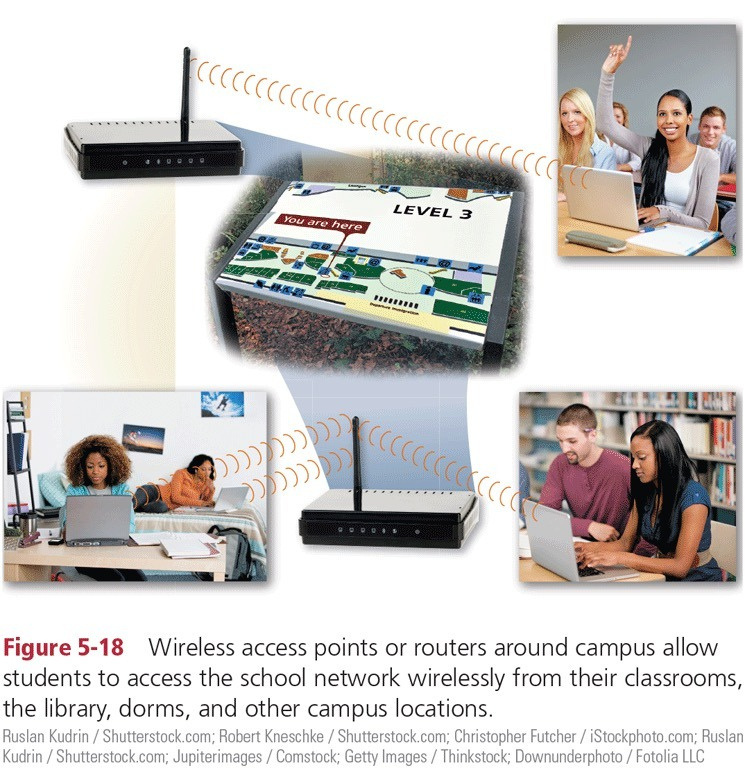 LEVEL 3
You are here
Departure Immigration
Figure 5-18 Wireless access points or routers around campus allow
students to access the school network wirelessly from their classrooms,
the library, dorms, and other campus locations.
Ruslan Kudrin / Shutterstock.com; Robert Kneschke / Shutterstock.com; Christopher Futcher / iStockphoto.com; Ruslan
Kudrin / Shutterstock.com; Jupiterimages / Comstock; Getty Images / Thinkstock; Downunderphoto / Fotolia LLC